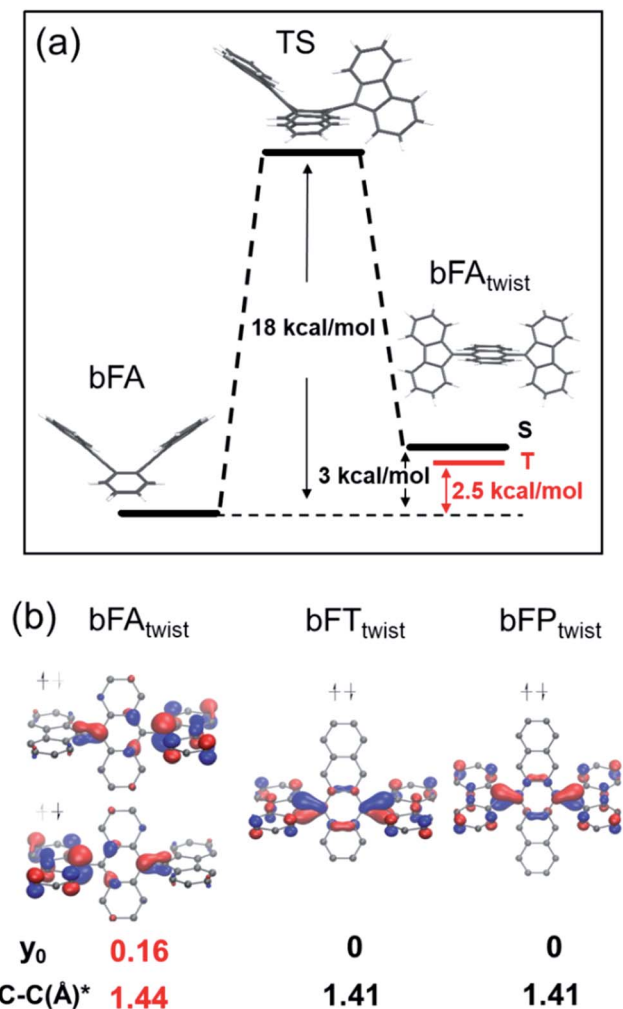 (a)
TS
18 kcal/mol
bFA
bFAtwist
S
T
3 kcal/mol
2.5 kcal/mol
(b)
bFAtwist
bFTtwist
bFPtwist
y0 0.16 0 0
C-C(Å)* 1.44 1.41 1.41